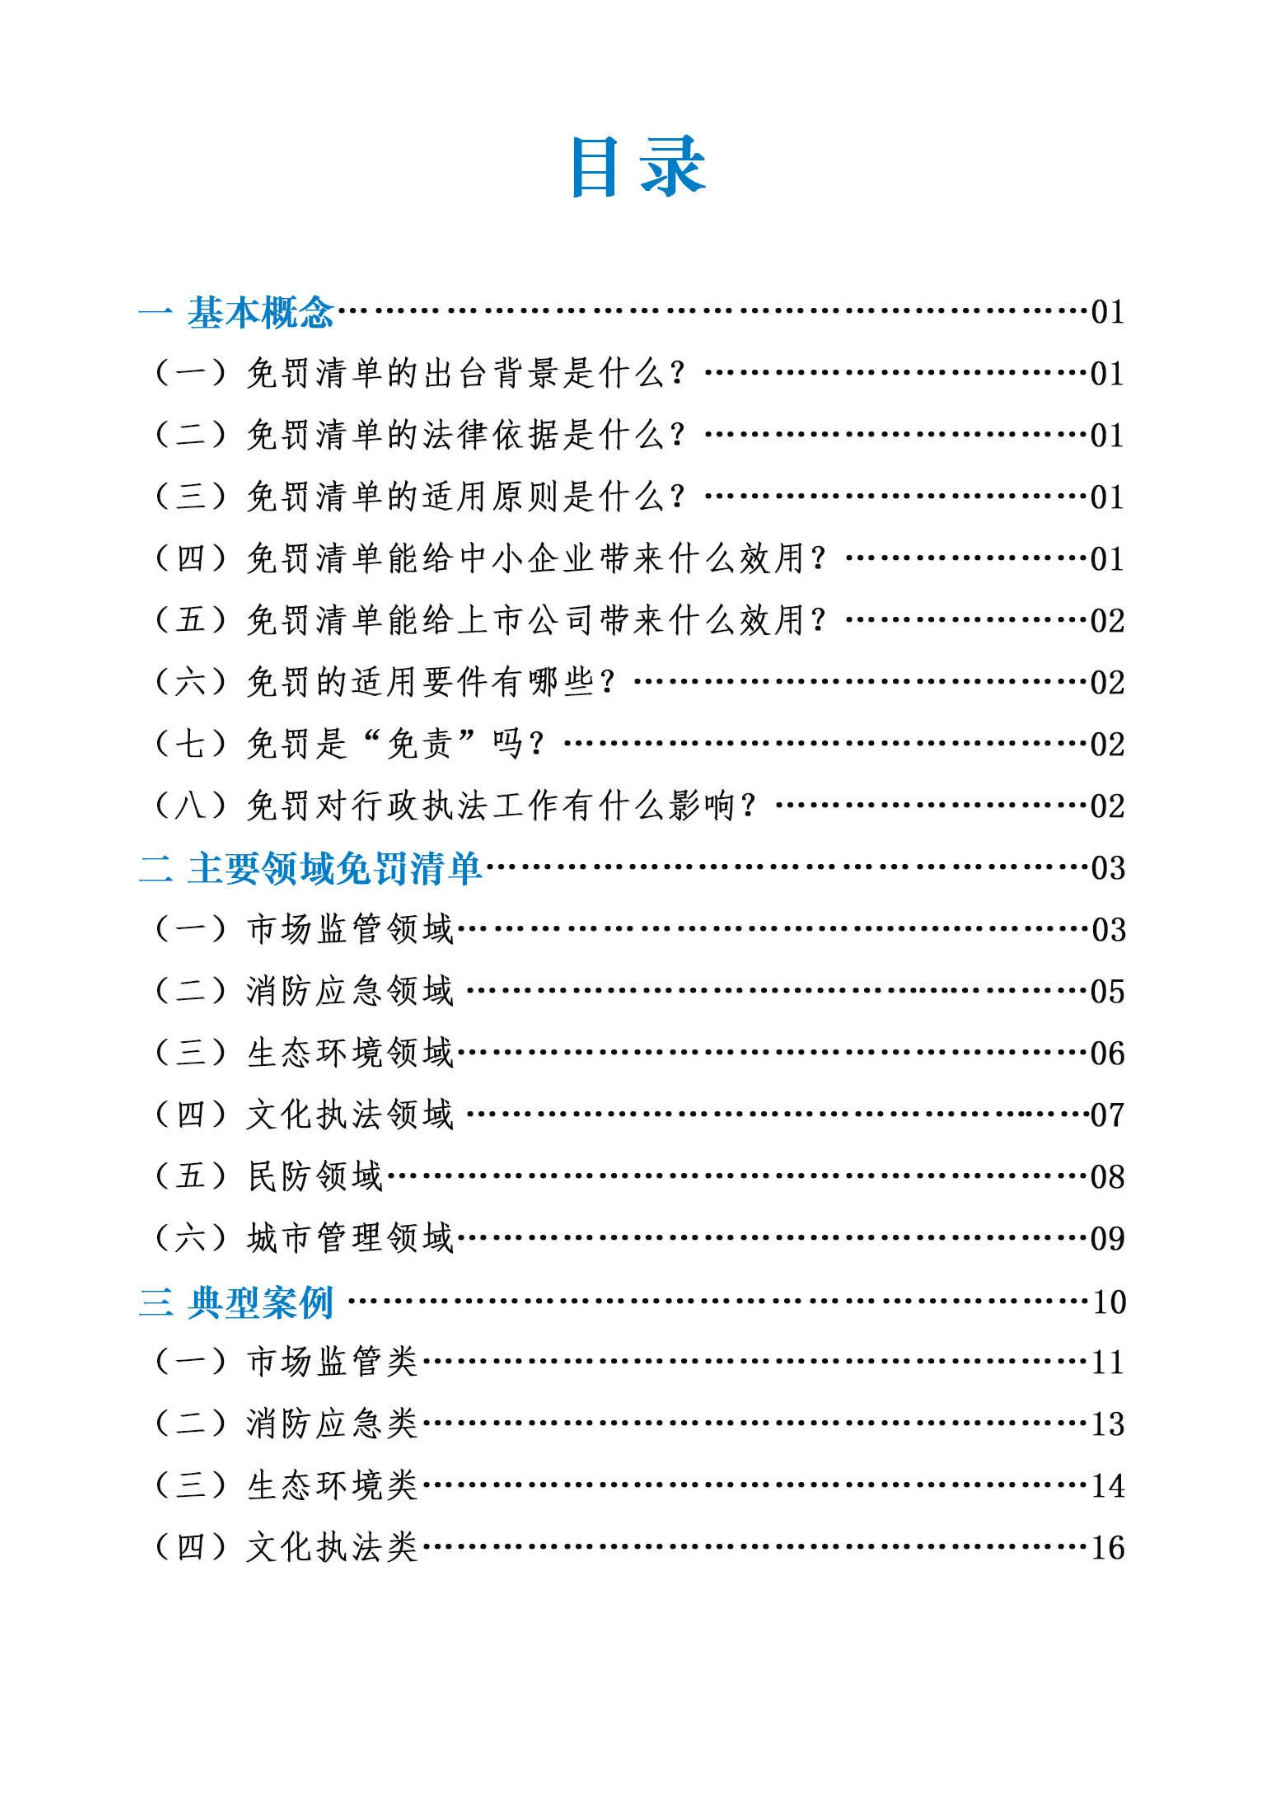 目录
一 基本概念……………………………………………………01
（一）免罚清单的出台背景是什么？……………………………01
（二）免罚清单的法律依据是什么？……………………………01
（三）免罚清单的适用原则是什么？……………………………01
（四）免罚清单能给中小企业带来什么效用？…………………01
（五）免罚清单能给上市公司带来什么效用？…………………02
（六）免罚的适用要件有哪些？…………………………………02
（七）免罚是“免责”吗？………………………………………02
（八）免罚对行政执法工作有什么影响？………………………02
二 主要领域免罚清单…………………………………………03
（一）市场监管领域………………………………………………03
（二）消防应急领域………………………………………………05
（三）生态环境领域………………………………………………06
（四）文化执法领域………………………………………………07
（五）民防领域……………………………………………………08
（六）城市管理领域………………………………………………09
三 典型案例……………………………………………………10
（一）市场监管类…………………………………………………11
（二）消防应急类…………………………………………………13
（三）生态环境类…………………………………………………14
（四）文化执法类…………………………………………………16